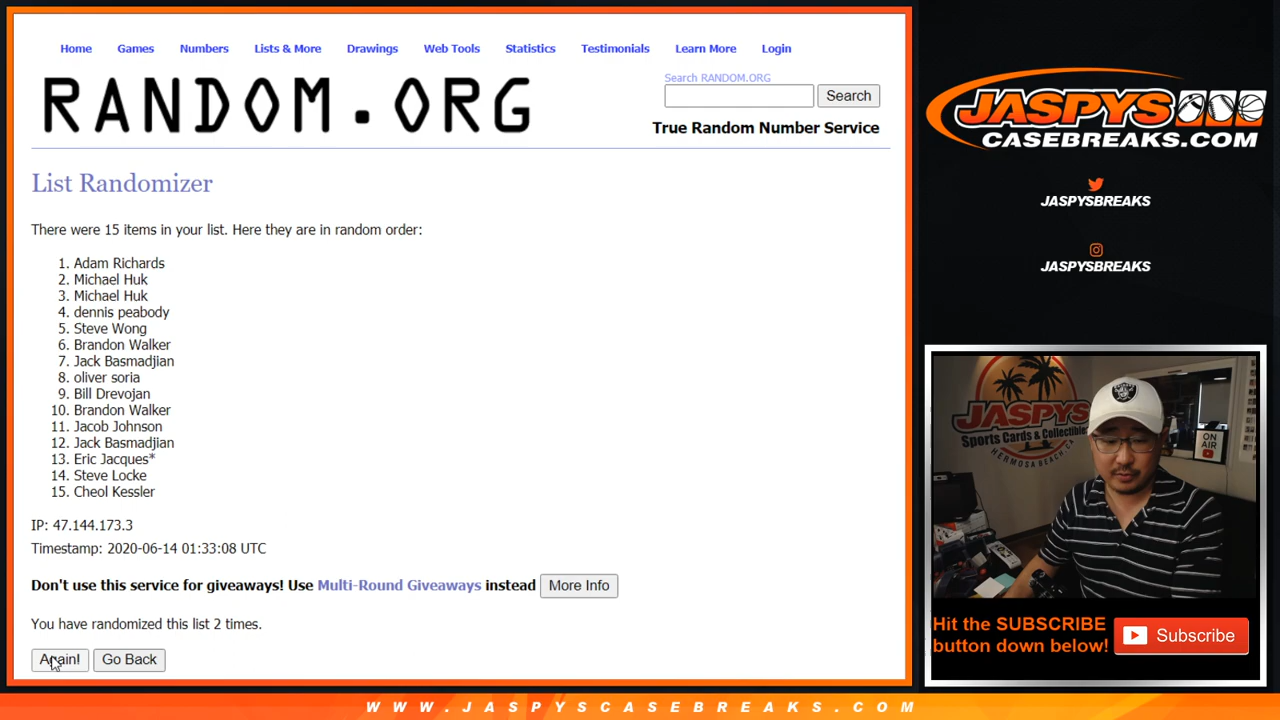 Home Games Numbers Lists & More Drawings Web Tools Statistics Testimonials Learn More Login
RANDOM.ORG
Search RANDOM.ORG
Search
True Random Number Service
List Randomizer
There were 15 items in your list. Here they are in random order:
1. Adam Richards
2. Michael Huk
3. Michael Huk
4. dennis peabody
5. Steve Wong
6. Brandon Walker
7. Jack Basmadjian
8. oliver soria
9. Bill Drevojan
10. Brandon Walker
11. Jacob Johnson
12. Jack Basmadjian
13. Eric Jacques*
14. Steve Locke
15. Cheol Kessler
IP: 47.144.173.3
Timestamp: 2020-06-14 01:33:08 UTC
Don't use this service for giveaways! Use Multi-Round Giveaways instead More Info
You have randomized this list 2 times.
Again! Go Back
JASPYS
CASEBREAKS.COM
JASPYSBREAKS
JASPYSBREAKS
JASPYS
Sports Cards & Collectibles
HERMOSA BEACH, CA
ON
AIR
Hit the SUBSCRIBE
button down below!
Subscribe
WWW.JASPYSCASEBREAKS.COM